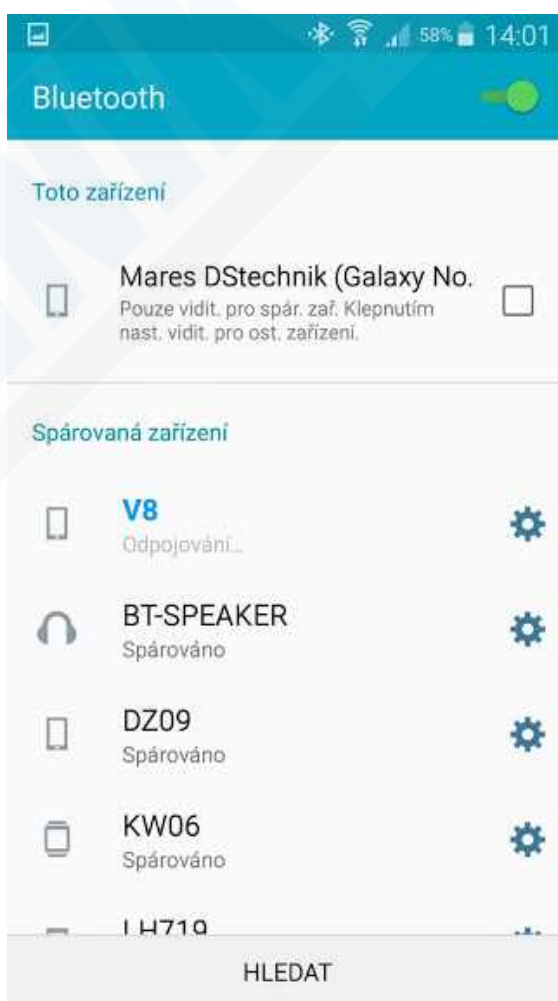 58% 14:01
Bluetooth
Toto zařízení
Mares DStechnik (Galaxy No.
Pouze vidit. pro spár. zař. Klepnutím
nast. vidit. pro ost. zařízení.
Spárovaná zařízení
V8
Odpojování...
BT-SPEAKER
Spárováno
DZ09
Spárováno
KW06
Spárováno
LH719
HLEDAT